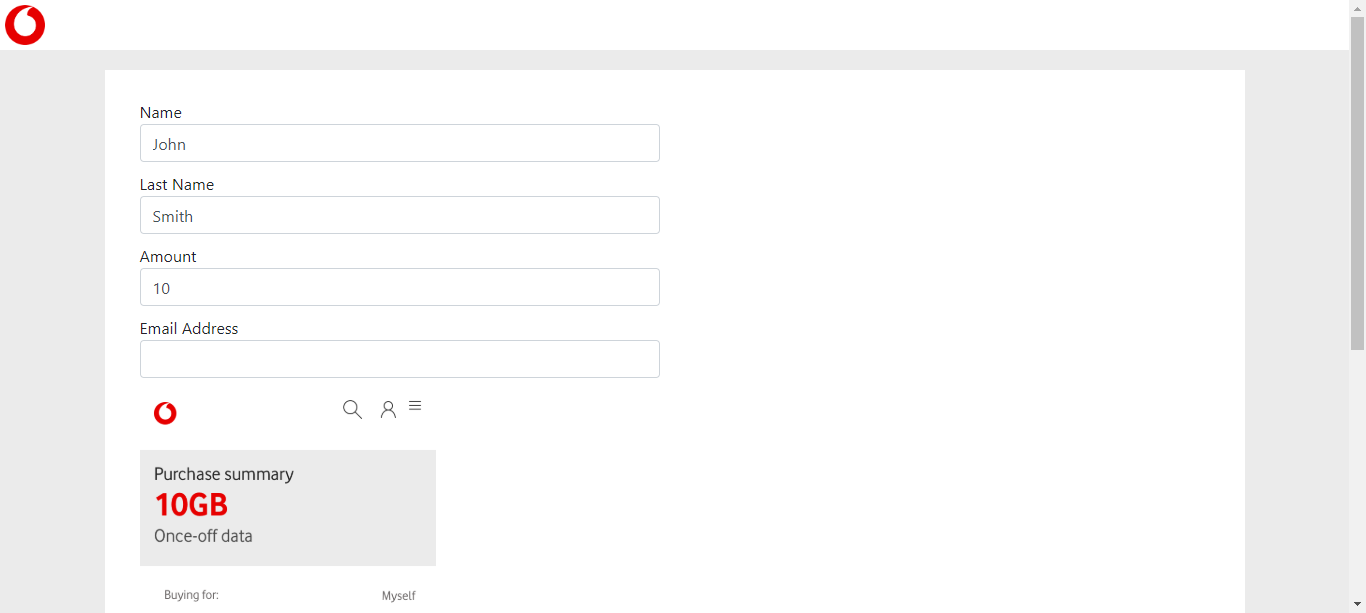 Name
John
Last Name
Smith
Amount
10
Email Address
Purchase summary
10GB
Once-off data
Buying for: Myself